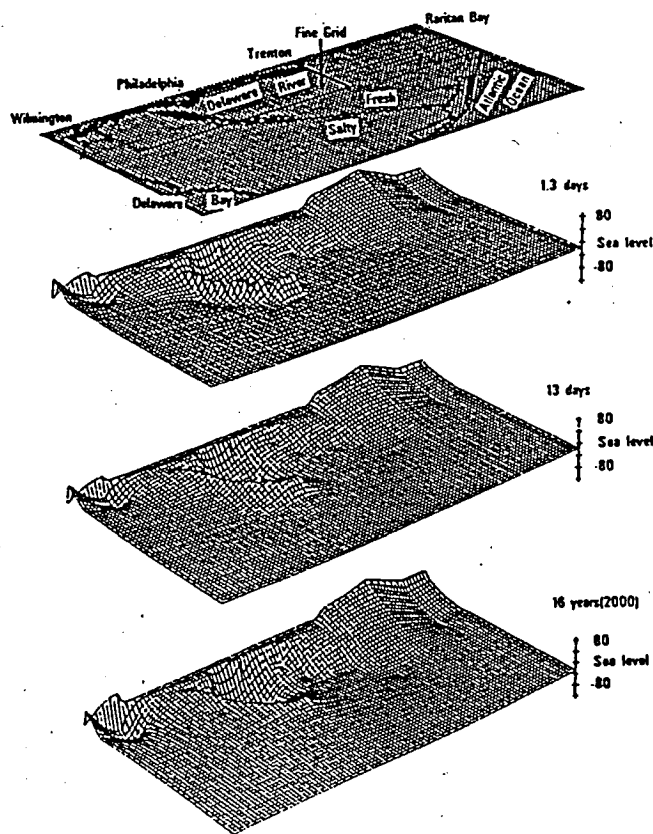 Raritan Bay
Fine Grid
Trenton
Philadelphia
Delaware River
Wilmington
Fresh
Atlantic Ocean
Salty
Delaware Bay
1.3 days
80
Sea level
-80
13 days
80
Sea level
-80
16 years(2000)
80
Sea level
-80